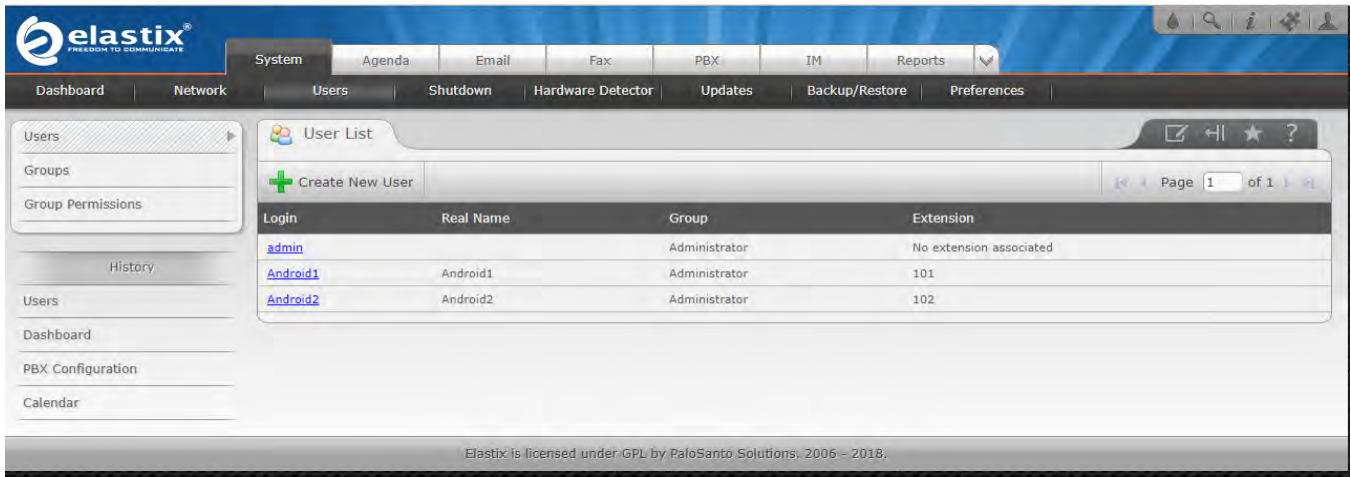 elastix®
FREEDOM TO COMMUNICATE
System Agenda Email Fax PBX IM Reports
Dashboard Network Users Shutdown Hardware Detector Updates Backup/Restore Preferences
Users
Groups
Group Permissions
History
Users
Dashboard
PBX Configuration
Calendar
User List
Create New User
Page 1 of 1
Login Real Name Group Extension
admin Administrator No extension associated
Android1 Android1 Administrator 101
Android2 Android2 Administrator 102
Elastix is licensed under GPL by PaloSanto Solutions. 2006 - 2018.